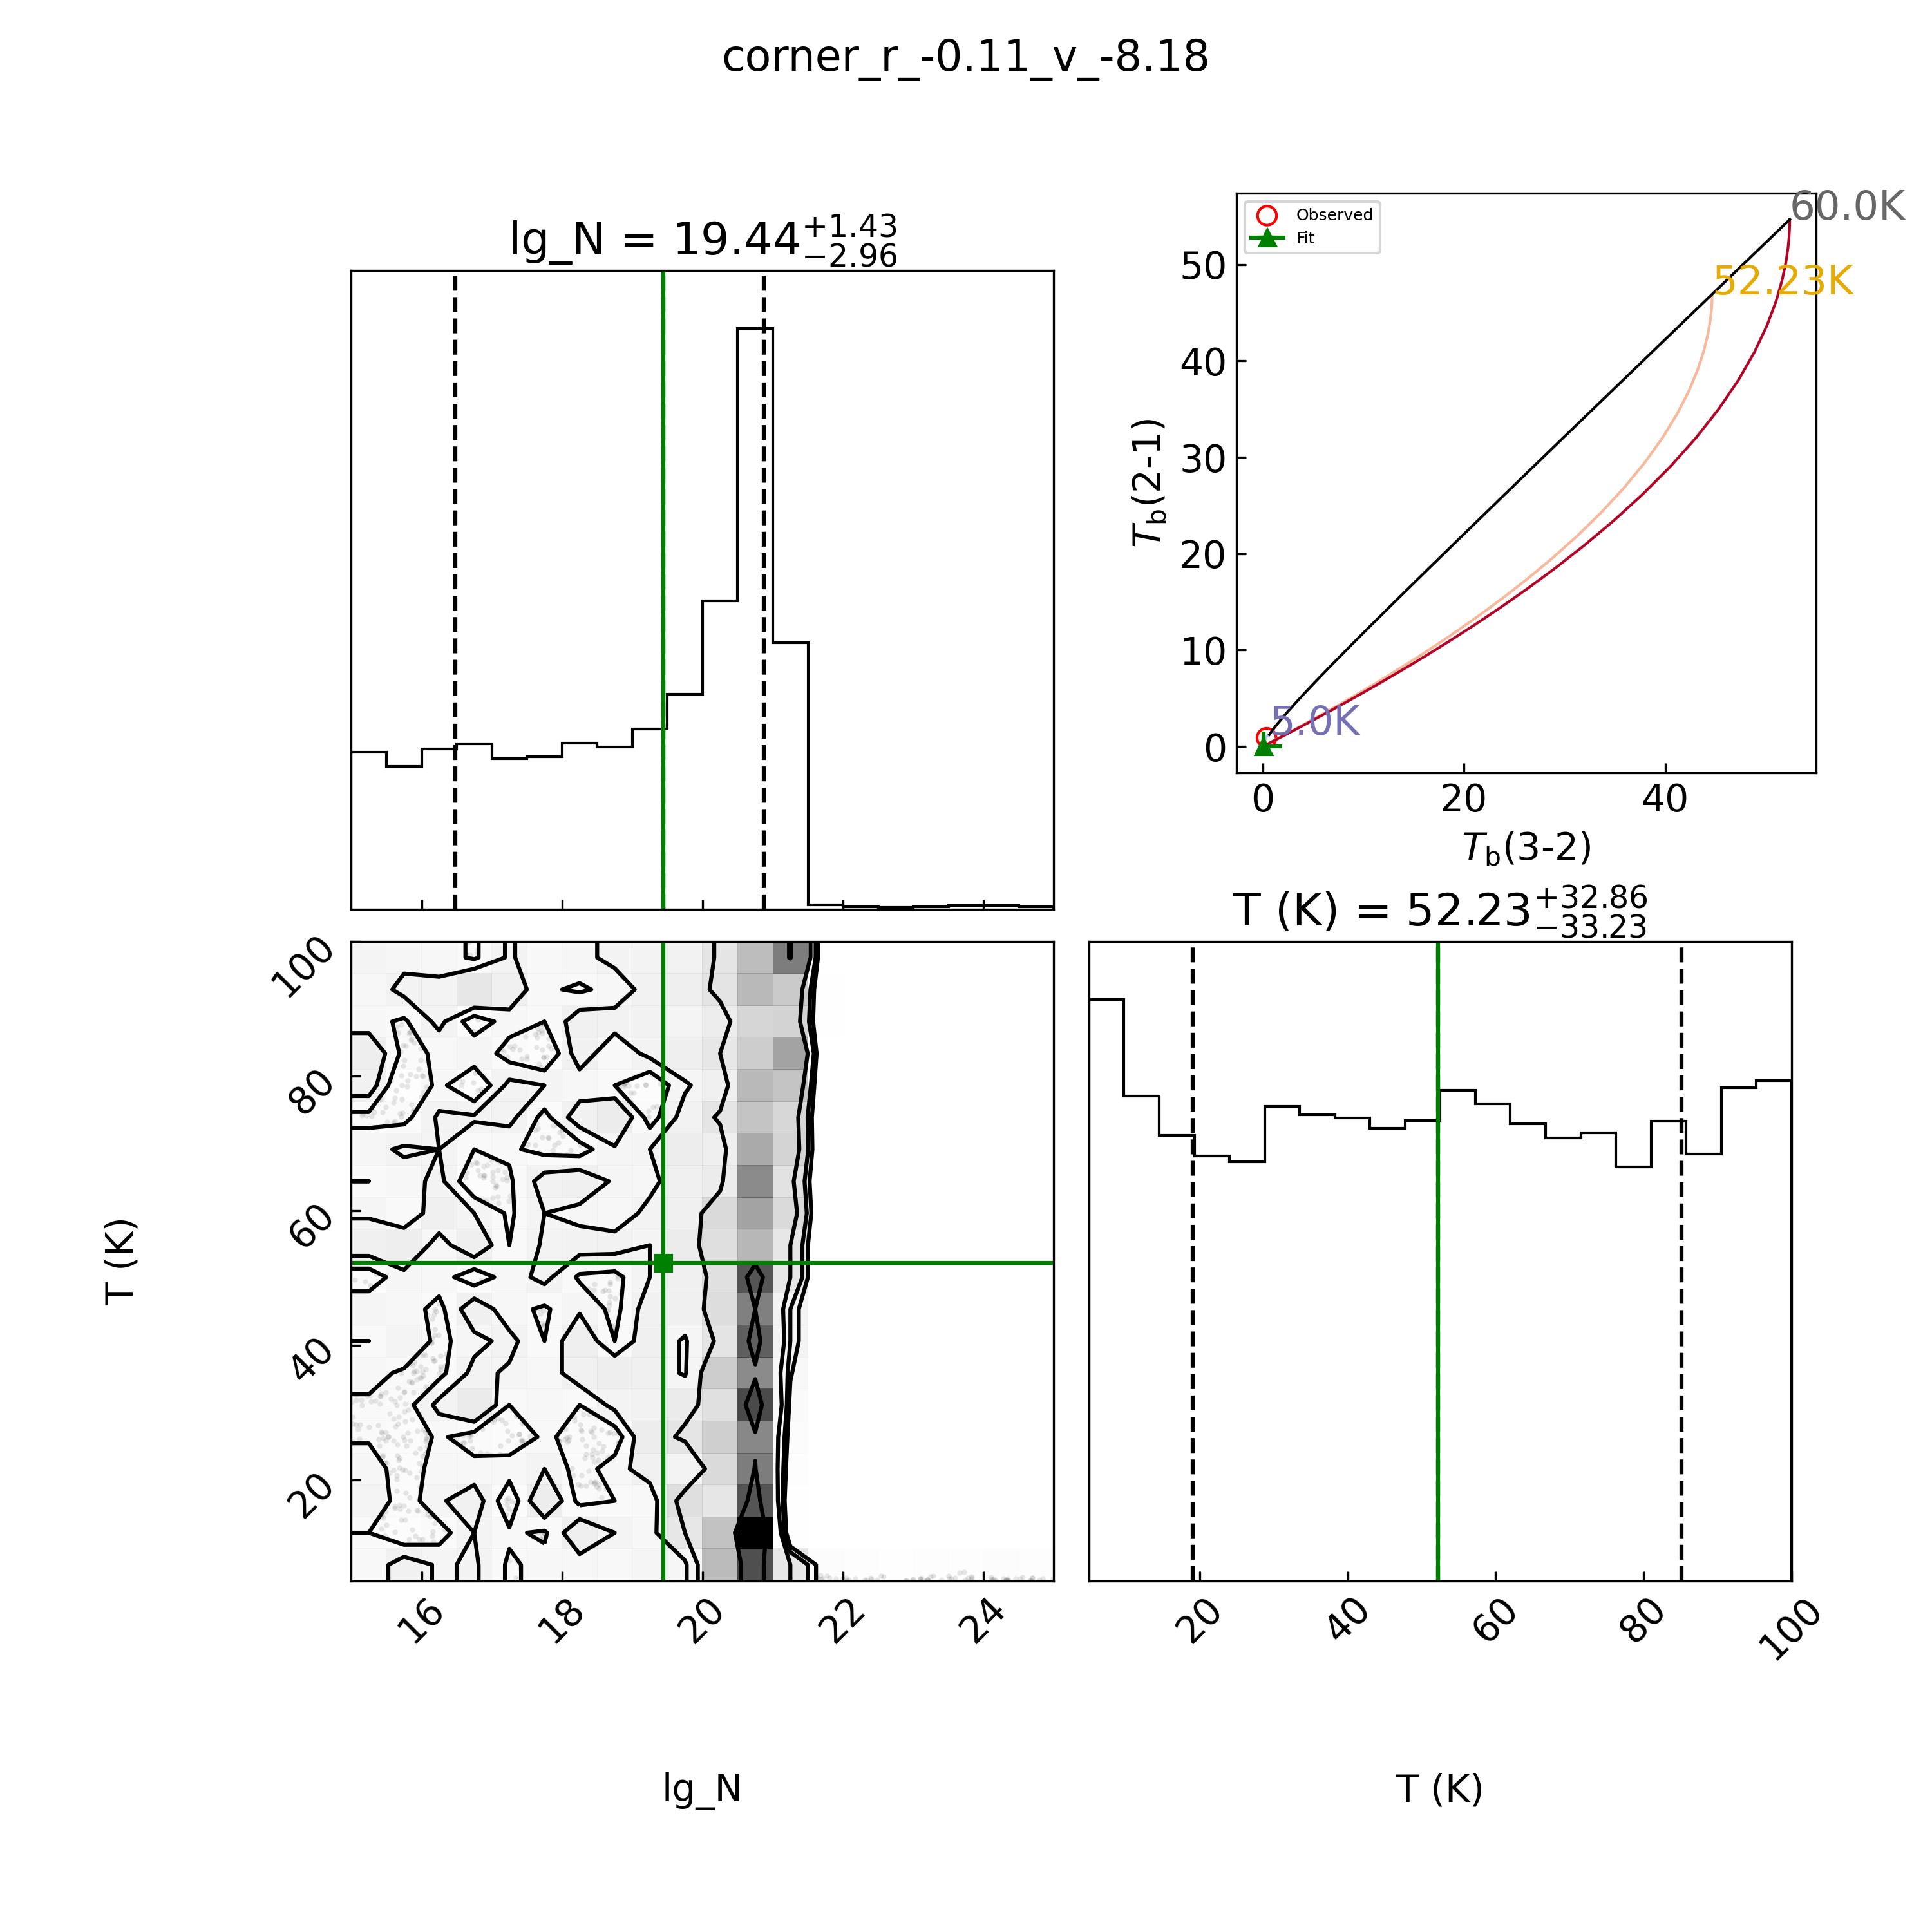 corner_r_-0.11_v_-8.18
lg_N = 19.44 +1.43 −2.96
Observed
Fit
60.0K
52.23K
5.0K
50
40
30
20
10
0
T_b(2-1)
0 20 40
T_b(3-2)
T (K) = 52.23 +32.86 −33.23
100
80
60
40
20
T (K)
16 18 20 22 24
lg_N
20 40 60 80 100
T (K)